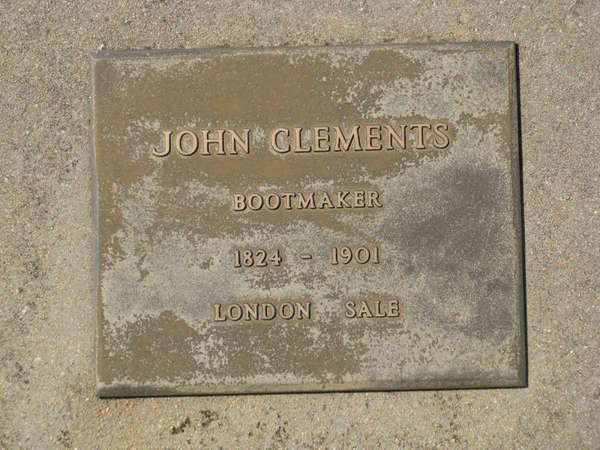 JOHN CLEMENTS
BOOTMAKER
1824 - 1901
LONDON SALE